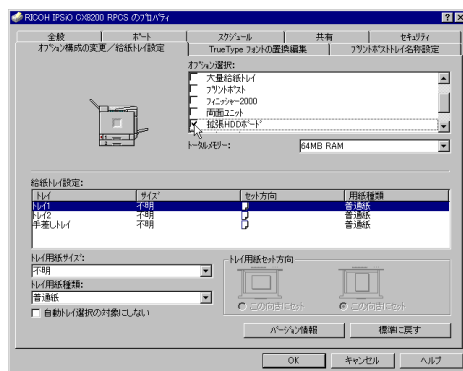 RICOH IPSiO CX8200 RPCS のﾌﾟﾛﾊﾟﾃｨ
全般 ﾎﾟｰﾄ ｽｹｼﾞｭｰﾙ 共有 ｾｷｭﾘﾃｨ
ｵﾌﾟｼｮﾝ構成の変更／給紙ﾄﾚｲ設定 TrueType ﾌｫﾝﾄの置換編集 ﾌﾟﾘﾝﾄﾎﾟｽﾄﾄﾚｲ名称設定
ｵﾌﾟｼｮﾝ選択:
大量給紙ﾄﾚｲ
ﾌﾟﾘﾝﾄﾎﾟｽﾄ
ﾌｨﾆｯｼｬｰ2000
両面ﾕﾆｯﾄ
拡張HDDﾎﾞｰﾄﾞ
ﾄｰﾀﾙﾒﾓﾘｰ: 64MB RAM
給紙ﾄﾚｲ設定:
ﾄﾚｲ ｻｲｽﾞ ｾｯﾄ方向 用紙種類
ﾄﾚｲ1 不明 普通紙
ﾄﾚｲ2 不明 普通紙
手差しﾄﾚｲ 不明 普通紙
ﾄﾚｲ用紙ｻｲｽﾞ: ﾄﾚｲ用紙ｾｯﾄ方向
不明
ﾄﾚｲ用紙種類:
普通紙
この向きにｾｯﾄ この向きにｾｯﾄ
自動ﾄﾚｲ選択の対象にしない
ﾊﾞｰｼﾞｮﾝ情報 標準に戻す
OK ｷｬﾝｾﾙ ﾍﾙﾌﾟ